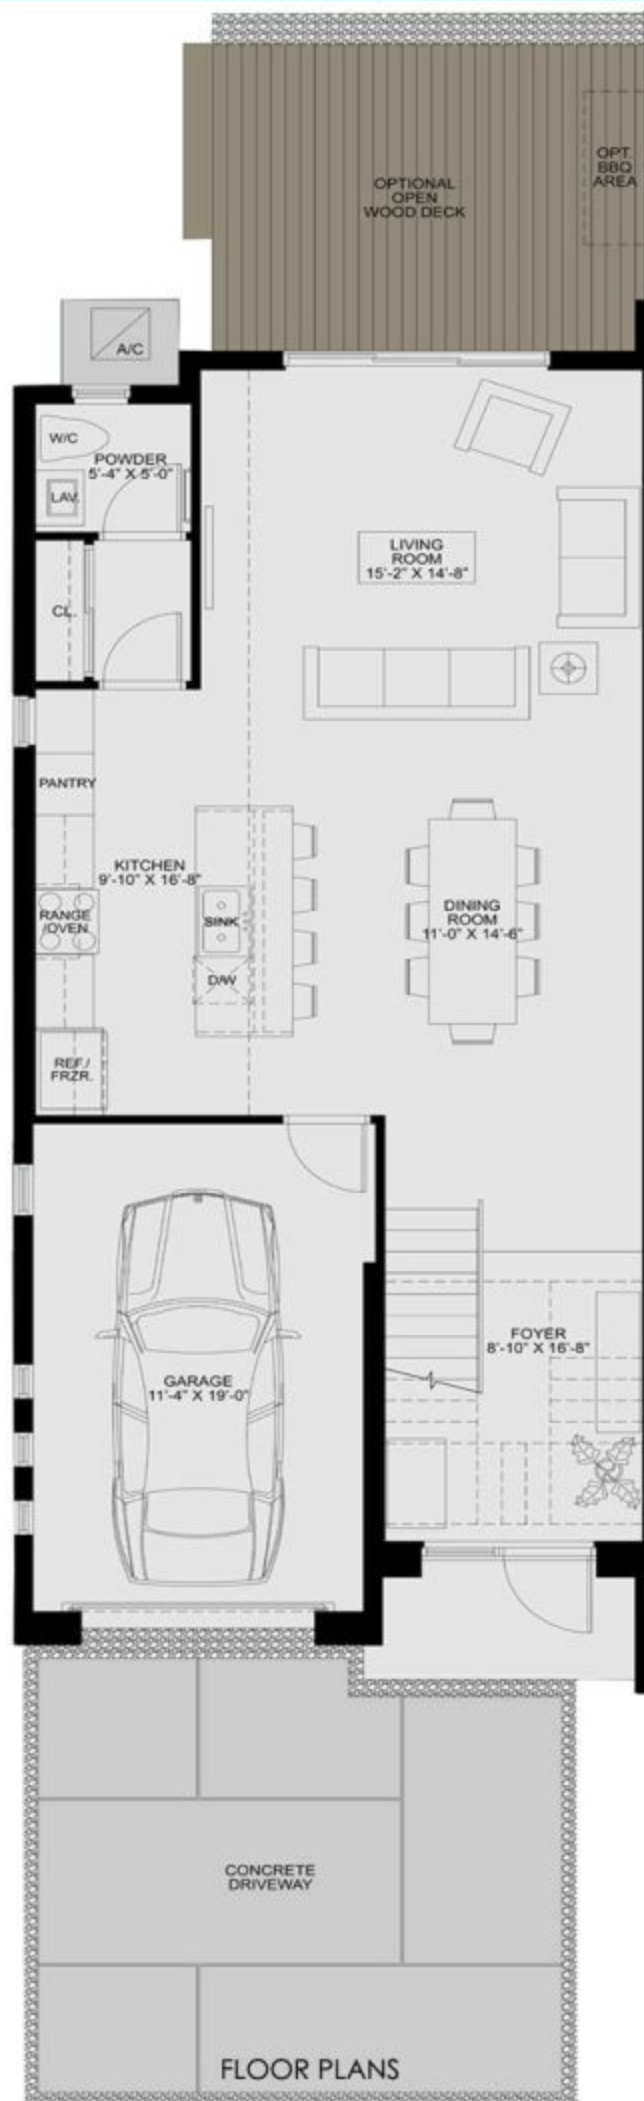 OPTIONAL
OPEN
WOOD DECK
OPT.
BBQ
AREA
A/C
W/C
POWDER
5'-4" X 5'-0"
LAV.
CL.
LIVING
ROOM
15'-2" X 14'-8"
PANTRY
KITCHEN
9'-10" X 16'-8"
RANGE
/OVEN
SINK
D/W
REF./
FRZR.
DINING
ROOM
11'-0" X 14'-6"
GARAGE
11'-4" X 19'-0"
FOYER
8'-10" X 16'-8"
CONCRETE
DRIVEWAY
FLOOR PLANS